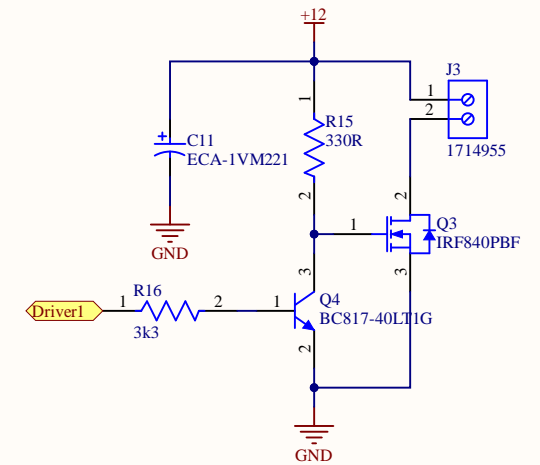 +12
J3
1
1
2
R15
330R
C11
ECA-1VM221
1714955
2
2
1
Q3
IRF840PBF
GND
3
3
R16
Driver1
1
2
1
Q4
BC817-40LT1G
3k3
2
GND